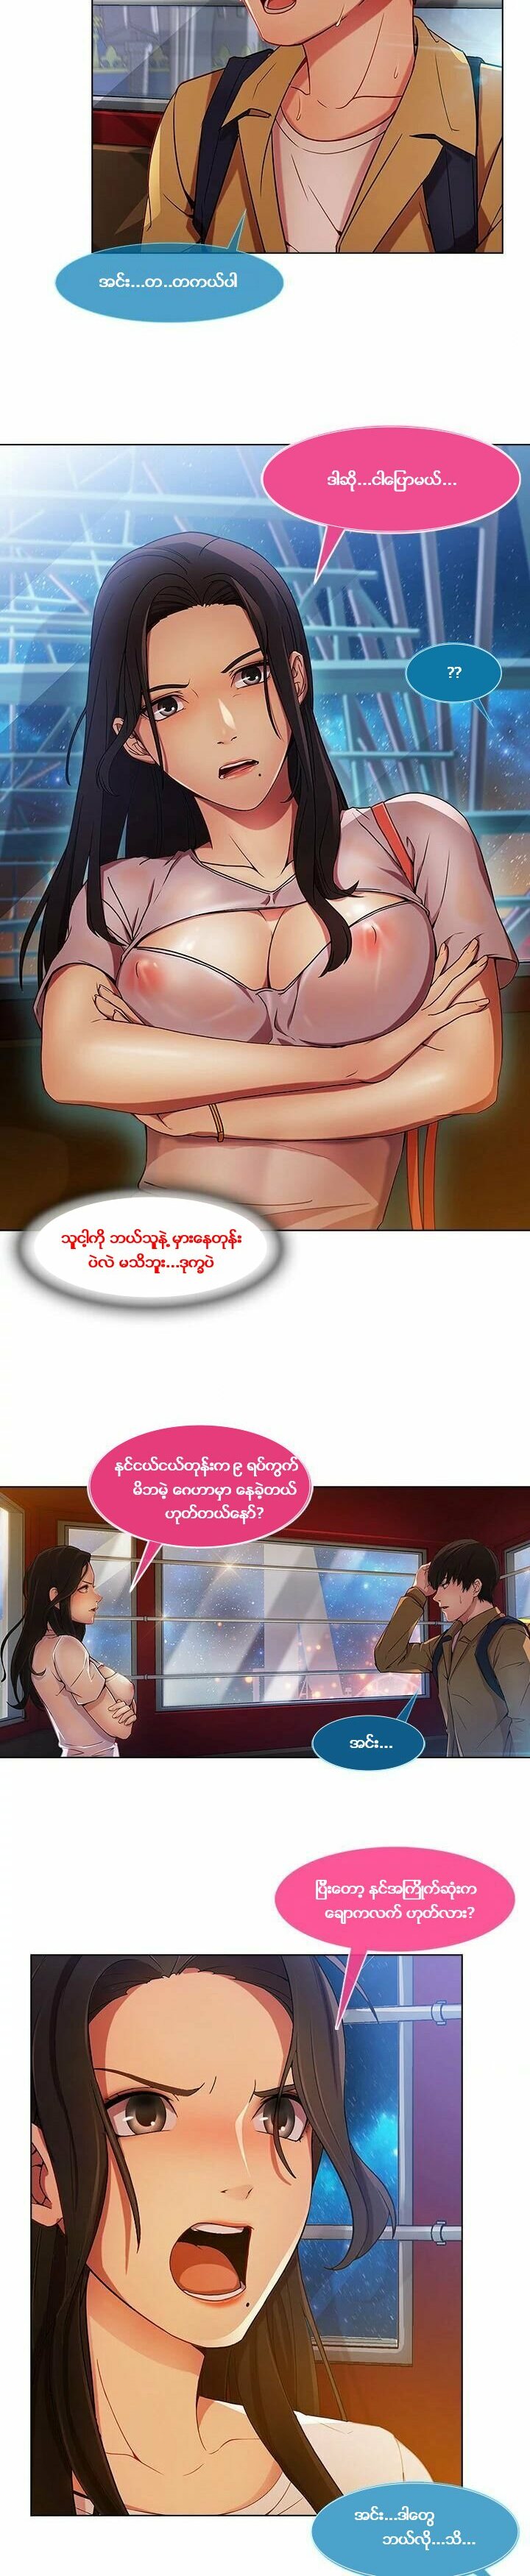 အင်း...တ..တကယ်ပါ
ဒါဆို...ငါပြောမယ်...
??
သူငါ့ကို ဘယ်သူနဲ့ မှားနေတုန်း
ပဲလဲ မသိဘူး...ဒုက္ခပဲ
နင်ငယ်ငယ်တုန်းက ၉ ရပ်ကွက်
မိဘမဲ့ ဂေဟာမှာ နေခဲ့တယ်
ဟုတ်တယ်နော်?
အင်း...
ပြီးတော့ နင်အကြိုက်ဆုံးက
ချောကလက် ဟုတ်လား?
အင်း...ဒါတွေ
ဘယ်လို...သိ...